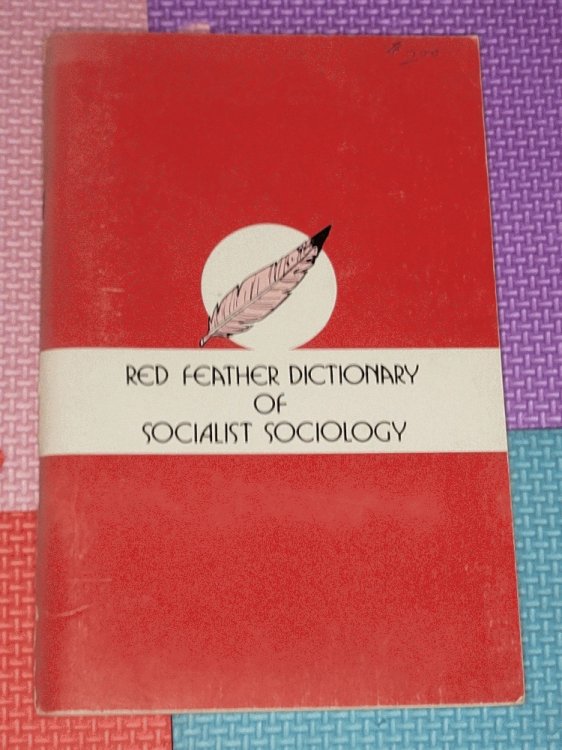 RED FEATHER DICTIONARY
OF
SOCIALIST SOCIOLOGY